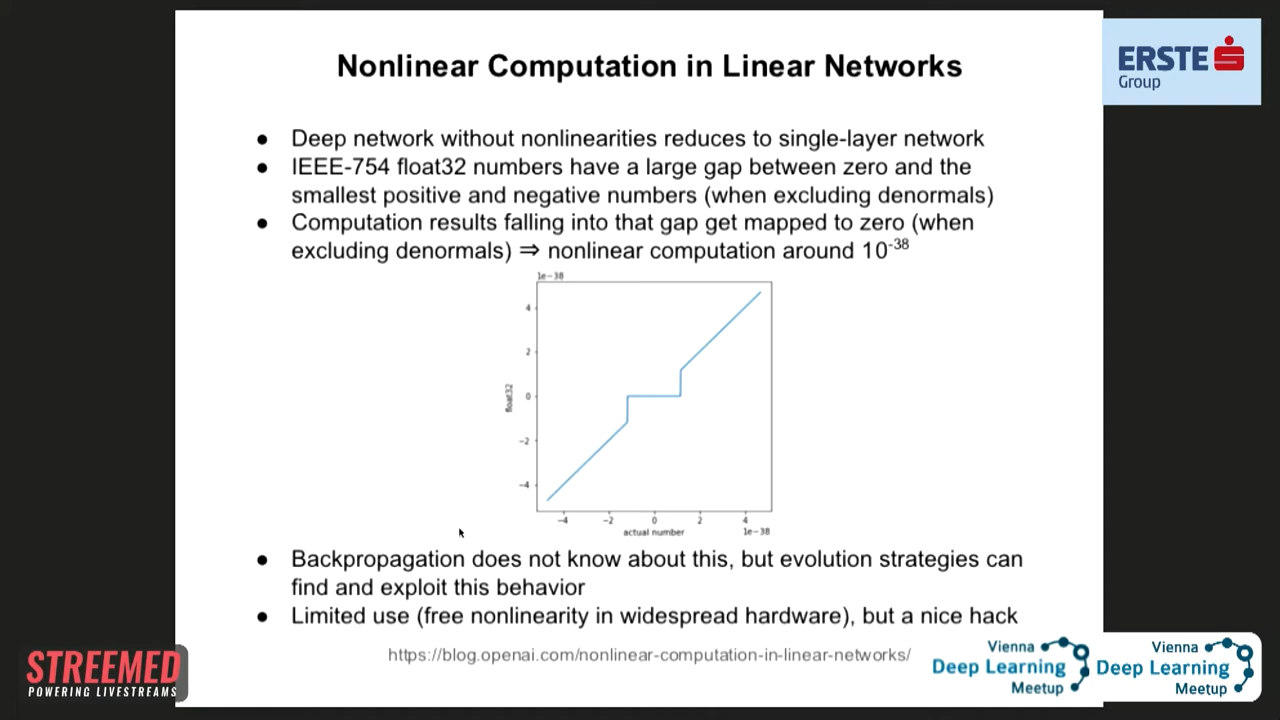 Nonlinear Computation in Linear Networks
ERSTE
Group
● Deep network without nonlinearities reduces to single-layer network
● IEEE-754 float32 numbers have a large gap between zero and the
smallest positive and negative numbers (when excluding denormals)
● Computation results falling into that gap get mapped to zero (when
excluding denormals) ⇒ nonlinear computation around 10⁻³⁸
1e−38
4
2
0
−2
−4
float32
−4 −2 0 2 4
actual number 1e−38
● Backpropagation does not know about this, but evolution strategies can
find and exploit this behavior
● Limited use (free nonlinearity in widespread hardware), but a nice hack
https://blog.openai.com/nonlinear-computation-in-linear-networks/
STREEMED
POWERING LIVESTREAMS
Vienna
Deep Learning
Meetup
Vienna
Deep Learning
Meetup